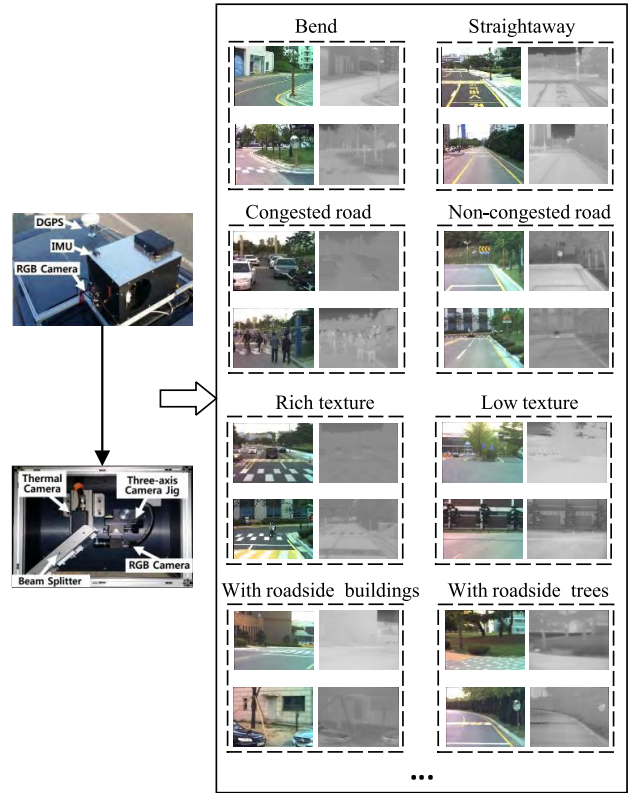 Bend
Straightaway
DGPS
IMU
RGB Camera
Congested road
Non-congested road
Rich texture
Low texture
Thermal
Camera
Three-axis
Camera Jig
RGB Camera
Beam Splitter
With roadside buildings
With roadside trees
...